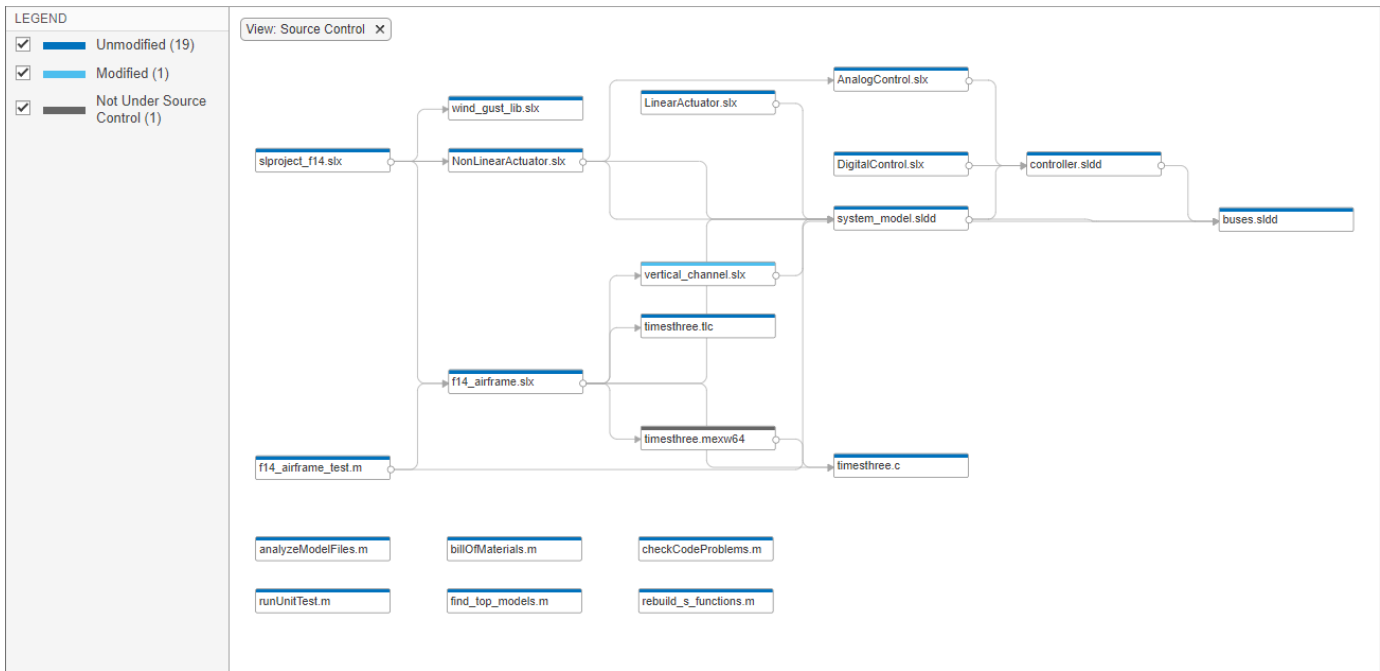 LEGEND
Unmodified (19)
Modified (1)
Not Under Source
Control (1)
View: Source Control ✕
AnalogControl.slx
wind_gust_lib.slx
LinearActuator.slx
slproject_f14.slx
NonLinearActuator.slx
DigitalControl.slx
controller.sldd
system_model.sldd
buses.sldd
vertical_channel.slx
timesthree.tlc
f14_airframe.slx
timesthree.mexw64
f14_airframe_test.m
timesthree.c
analyzeModelFiles.m
billOfMaterials.m
checkCodeProblems.m
runUnitTest.m
find_top_models.m
rebuild_s_functions.m